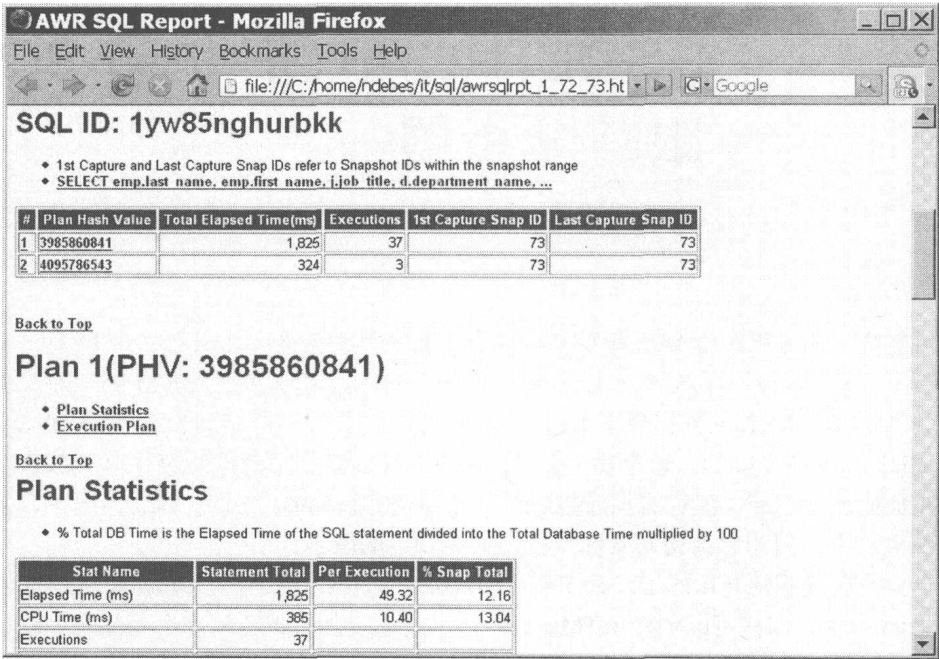 AWR SQL Report - Mozilla Firefox
File Edit View History Bookmarks Tools Help
file:///C:/home/ndebes/it/sql/awrsqlrpt_1_72_73.ht G Google
SQL ID: 1yw85nghurbkk
1st Capture and Last Capture Snap IDs refer to Snapshot IDs within the snapshot range
SELECT emp.last_name, emp.first_name, j.job_title, d.department_name, ...
# Plan Hash Value Total Elapsed Time(ms) Executions 1st Capture Snap ID Last Capture Snap ID
1 3985860841 1,825 37 73 73
2 4095786543 324 3 73 73
Back to Top
Plan 1(PHV: 3985860841)
Plan Statistics
Execution Plan
Back to Top
Plan Statistics
% Total DB Time is the Elapsed Time of the SQL statement divided into the Total Database Time multiplied by 100
Stat Name Statement Total Per Execution % Snap Total
Elapsed Time (ms) 1,825 49.32 12.16
CPU Time (ms) 385 10.40 13.04
Executions 37